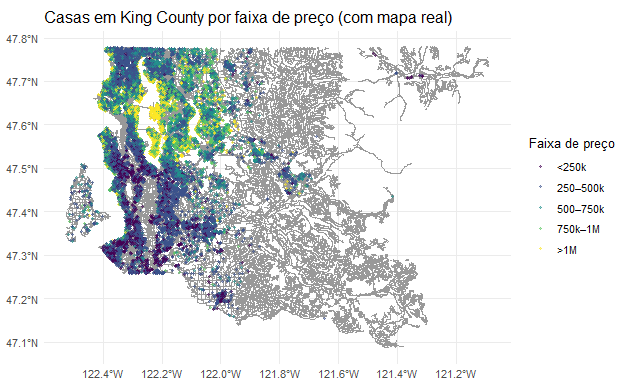 Casas em King County por faixa de preço (com mapa real)
47.8°N
47.7°N
47.6°N
47.5°N
47.4°N
47.3°N
47.2°N
47.1°N
122.4°W 122.2°W 122.0°W 121.8°W 121.6°W 121.4°W 121.2°W
Faixa de preço
<250k
250–500k
500–750k
750k–1M
>1M